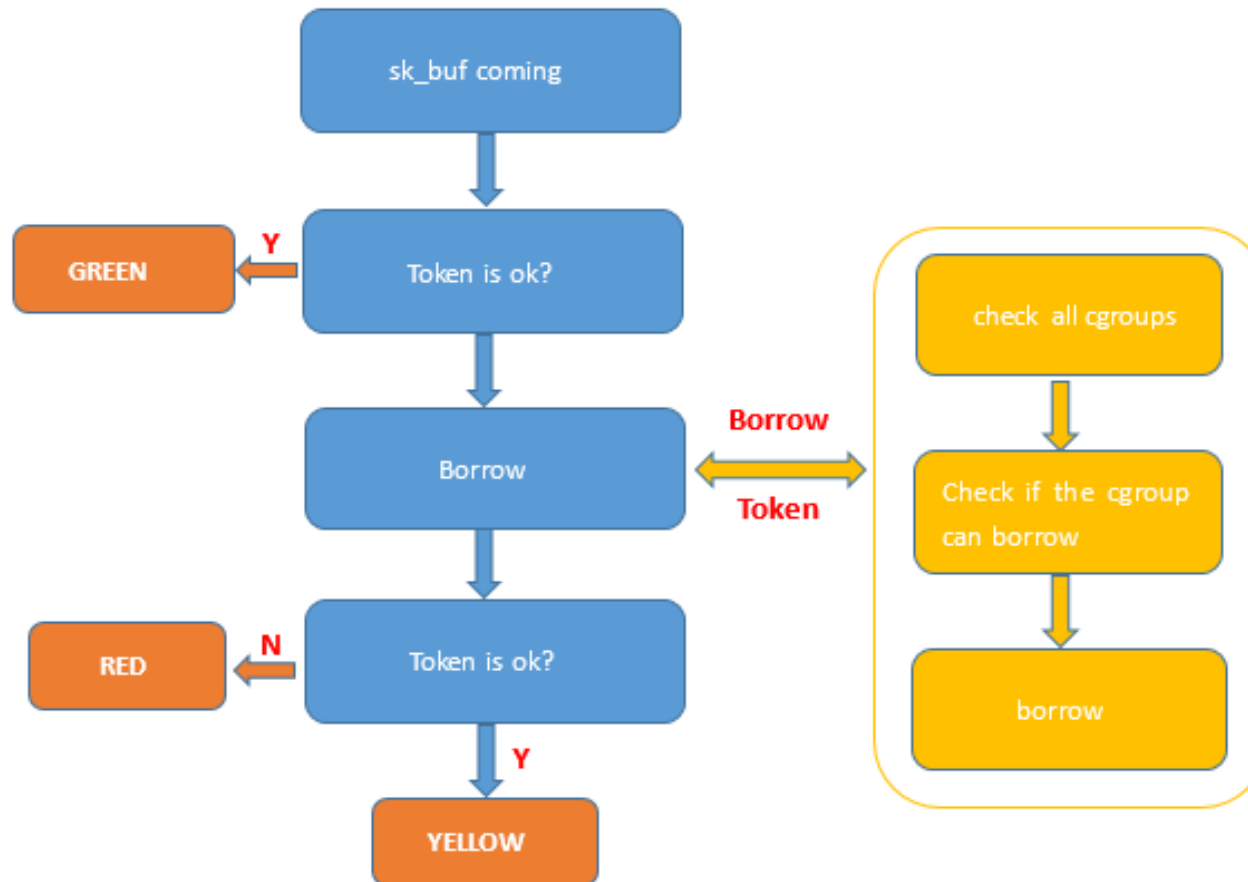 sk_buf coming
Y
GREEN
Token is ok?
check all cgroups
Borrow
Borrow
Token
Check if the cgroup
can borrow
N
RED
Token is ok?
borrow
Y
YELLOW